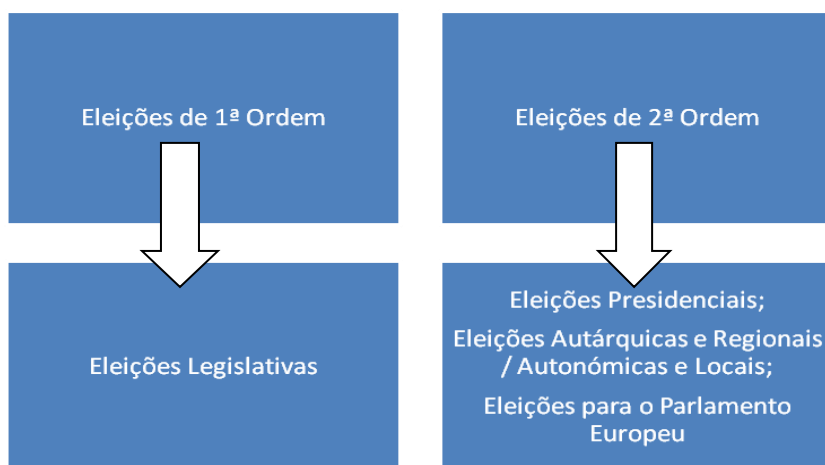 Eleições de 1ª Ordem
Eleições de 2ª Ordem
Eleições Legislativas
Eleições Presidenciais;
Eleições Autárquicas e Regionais
/ Autonómicas e Locais;
Eleições para o Parlamento
Europeu